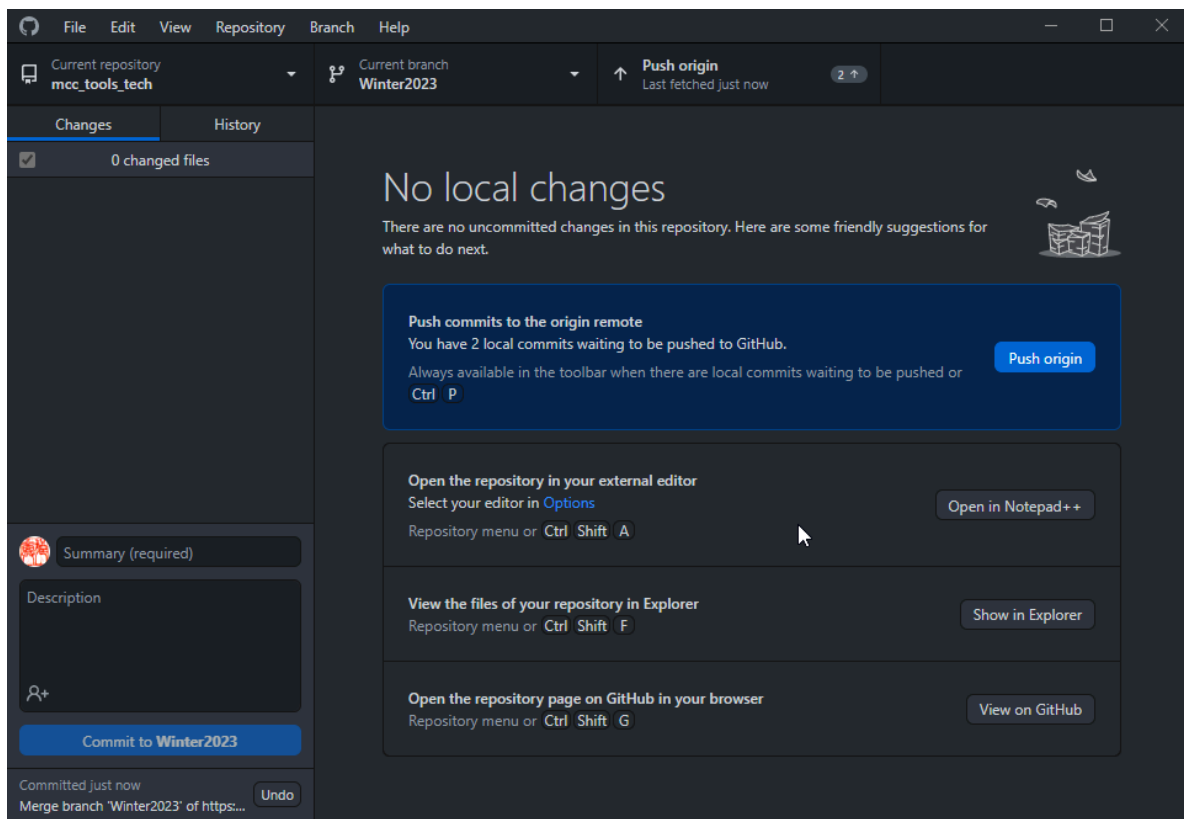 File Edit View Repository Branch Help
Current repository
mcc_tools_tech
Current branch
Winter2023
Push origin
Last fetched just now
2 ↑
Changes
History
0 changed files
No local changes
There are no uncommitted changes in this repository. Here are some friendly suggestions for
what to do next.
Push commits to the origin remote
You have 2 local commits waiting to be pushed to GitHub.
Always available in the toolbar when there are local commits waiting to be pushed or
Ctrl P
Push origin
Open the repository in your external editor
Select your editor in Options
Repository menu or Ctrl Shift A
Open in Notepad++
View the files of your repository in Explorer
Repository menu or Ctrl Shift F
Show in Explorer
Open the repository page on GitHub in your browser
Repository menu or Ctrl Shift G
View on GitHub
Summary (required)
Description
Commit to Winter2023
Committed just now
Merge branch 'Winter2023' of https:...
Undo